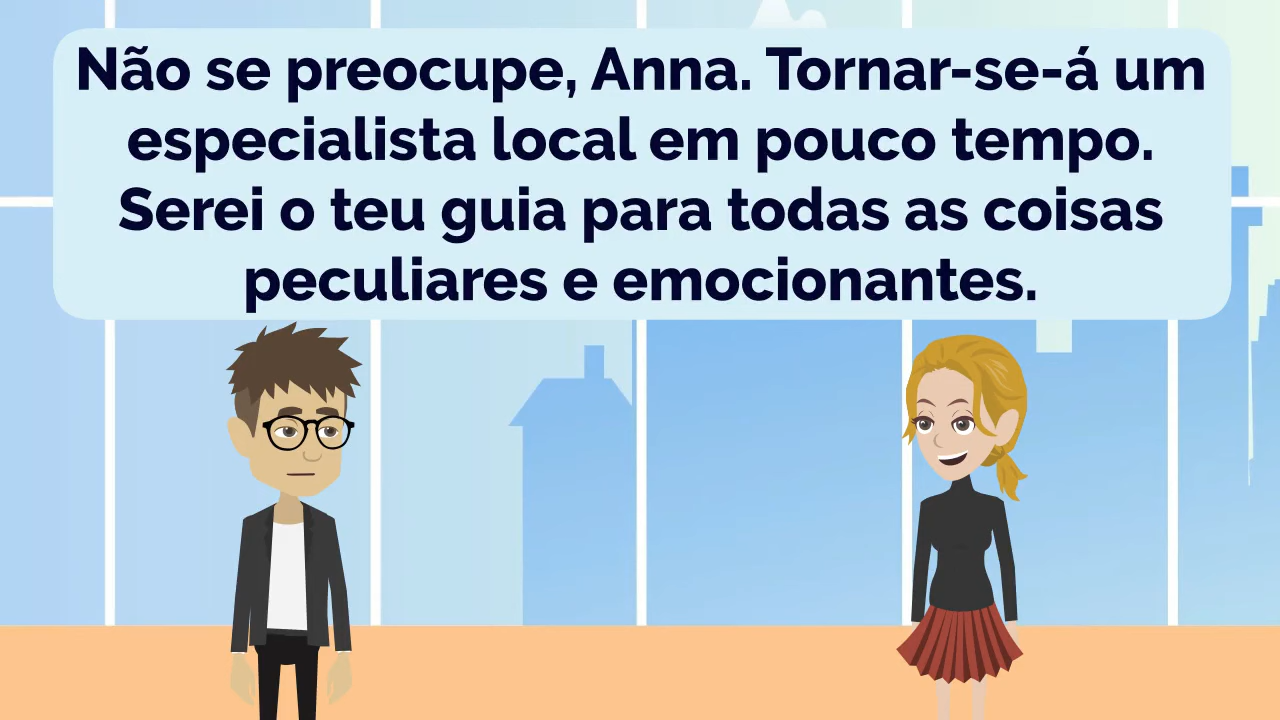 Não se preocupe, Anna. Tornar-se-á um
especialista local em pouco tempo.
Serei o teu guia para todas as coisas
peculiares e emocionantes.